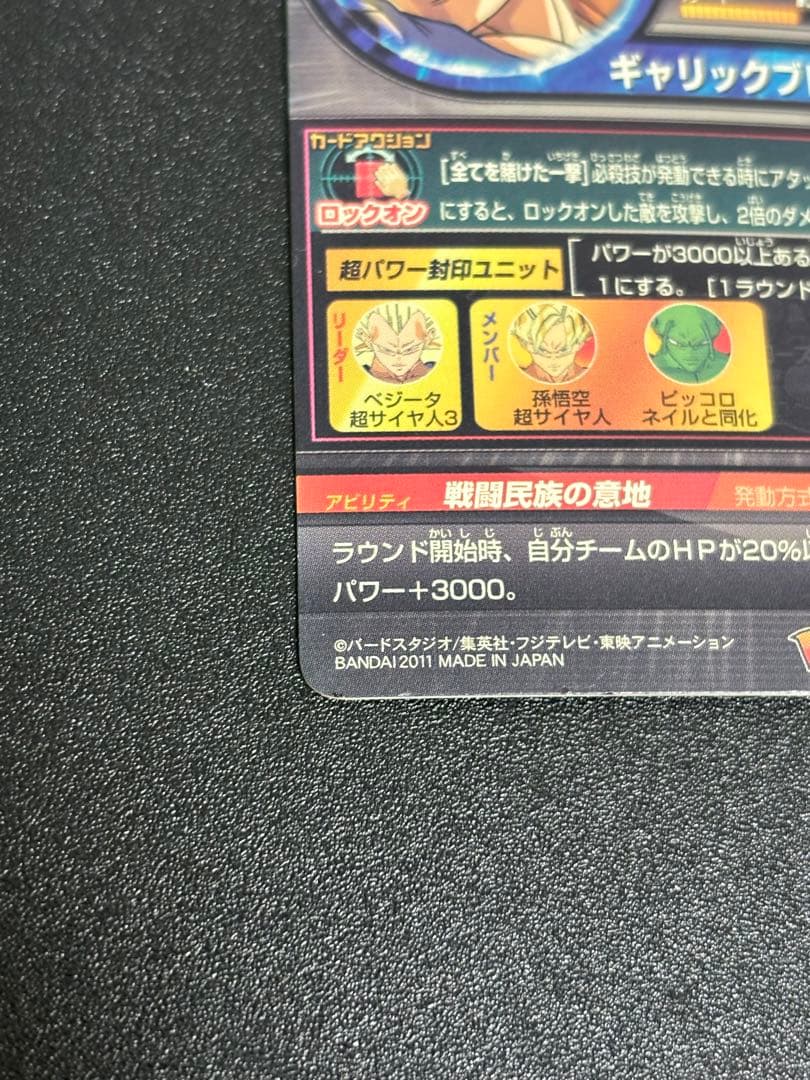 ギャリックブ
カードアクション
ロックオン
[全てを賭けた一撃]必殺技が発動できる時にアタッ
にすると、ロックオンした敵を攻撃し、2倍のダメ
超パワー封印ユニット
パワーが3000以上ある
1にする。[1ラウンド
リーダー
ベジータ
超サイヤ人3
メンバー
孫悟空
超サイヤ人
ピッコロ
ネイルと同化
アビリティ
戦闘民族の意地
発動方式
ラウンド開始時、自分チームのHPが20%以
パワー+3000。
©バードスタジオ/集英社・フジテレビ・東映アニメーション
BANDAI 2011 MADE IN JAPAN